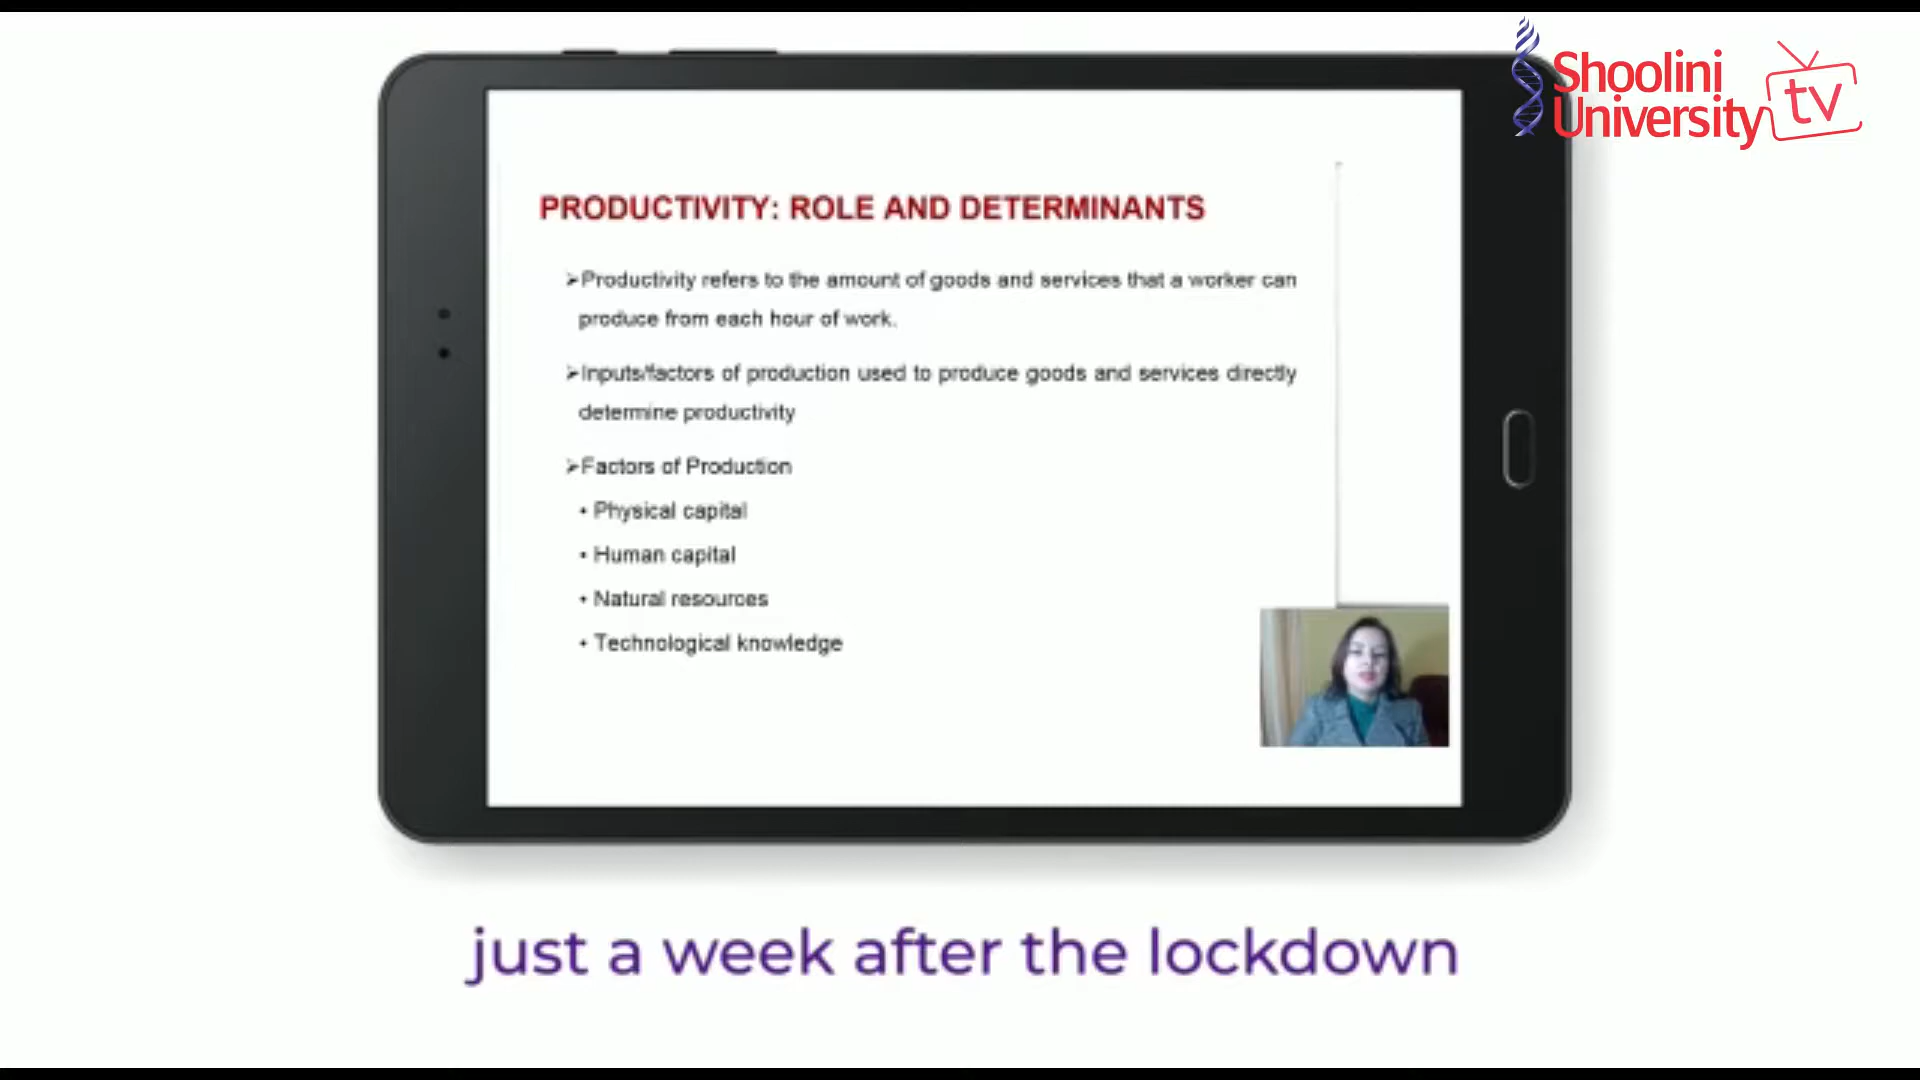 Shoolini
University
tv
PRODUCTIVITY: ROLE AND DETERMINANTS
➢Productivity refers to the amount of goods and services that a worker can
produce from each hour of work.
➢Inputs/factors of production used to produce goods and services directly
determine productivity
➢Factors of Production
• Physical capital
• Human capital
• Natural resources
• Technological knowledge
just a week after the lockdown